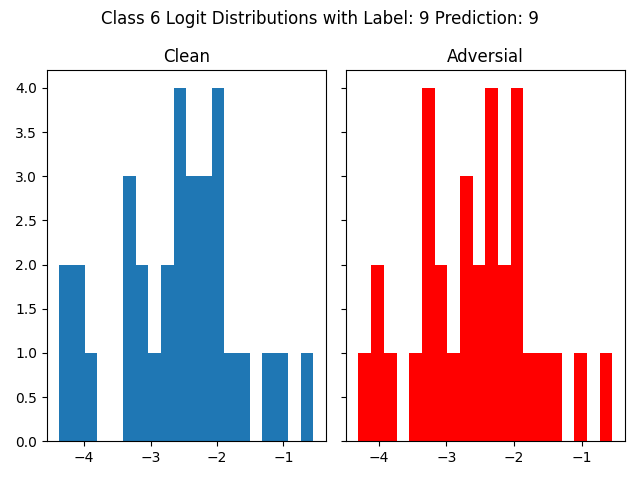 Class 6 Logit Distributions with Label: 9 Prediction: 9
Clean
Adversial
4.0
3.5
3.0
2.5
2.0
1.5
1.0
0.5
0.0
−4 −3 −2 −1
−4 −3 −2 −1